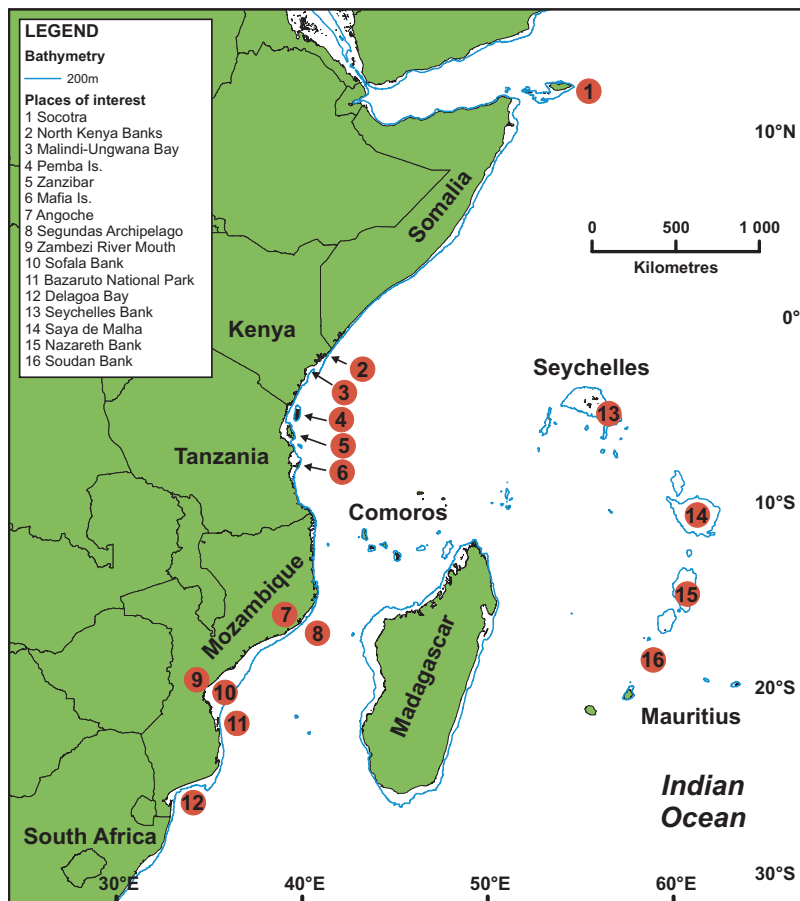 LEGEND
Bathymetry
200m
Places of interest
1 Socotra
2 North Kenya Banks
3 Malindi-Ungwana Bay
4 Pemba Is.
5 Zanzibar
6 Mafia Is.
7 Angoche
8 Segundas Archipelago
9 Zambezi River Mouth
10 Sofala Bank
11 Bazaruto National Park
12 Delagoa Bay
13 Seychelles Bank
14 Saya de Malha
15 Nazareth Bank
16 Soudan Bank
1
10°N
Somalia
0 500 1 000
Kilometres
0°
Kenya
2
Seychelles
3
13
4
5
Tanzania
6
10°S
Comoros
14
Mozambique
15
7
8
Madagascar
16
9
10
20°S
Mauritius
11
Indian
Ocean
12
South Africa
30°S
30°E
40°E
50°E
60°E